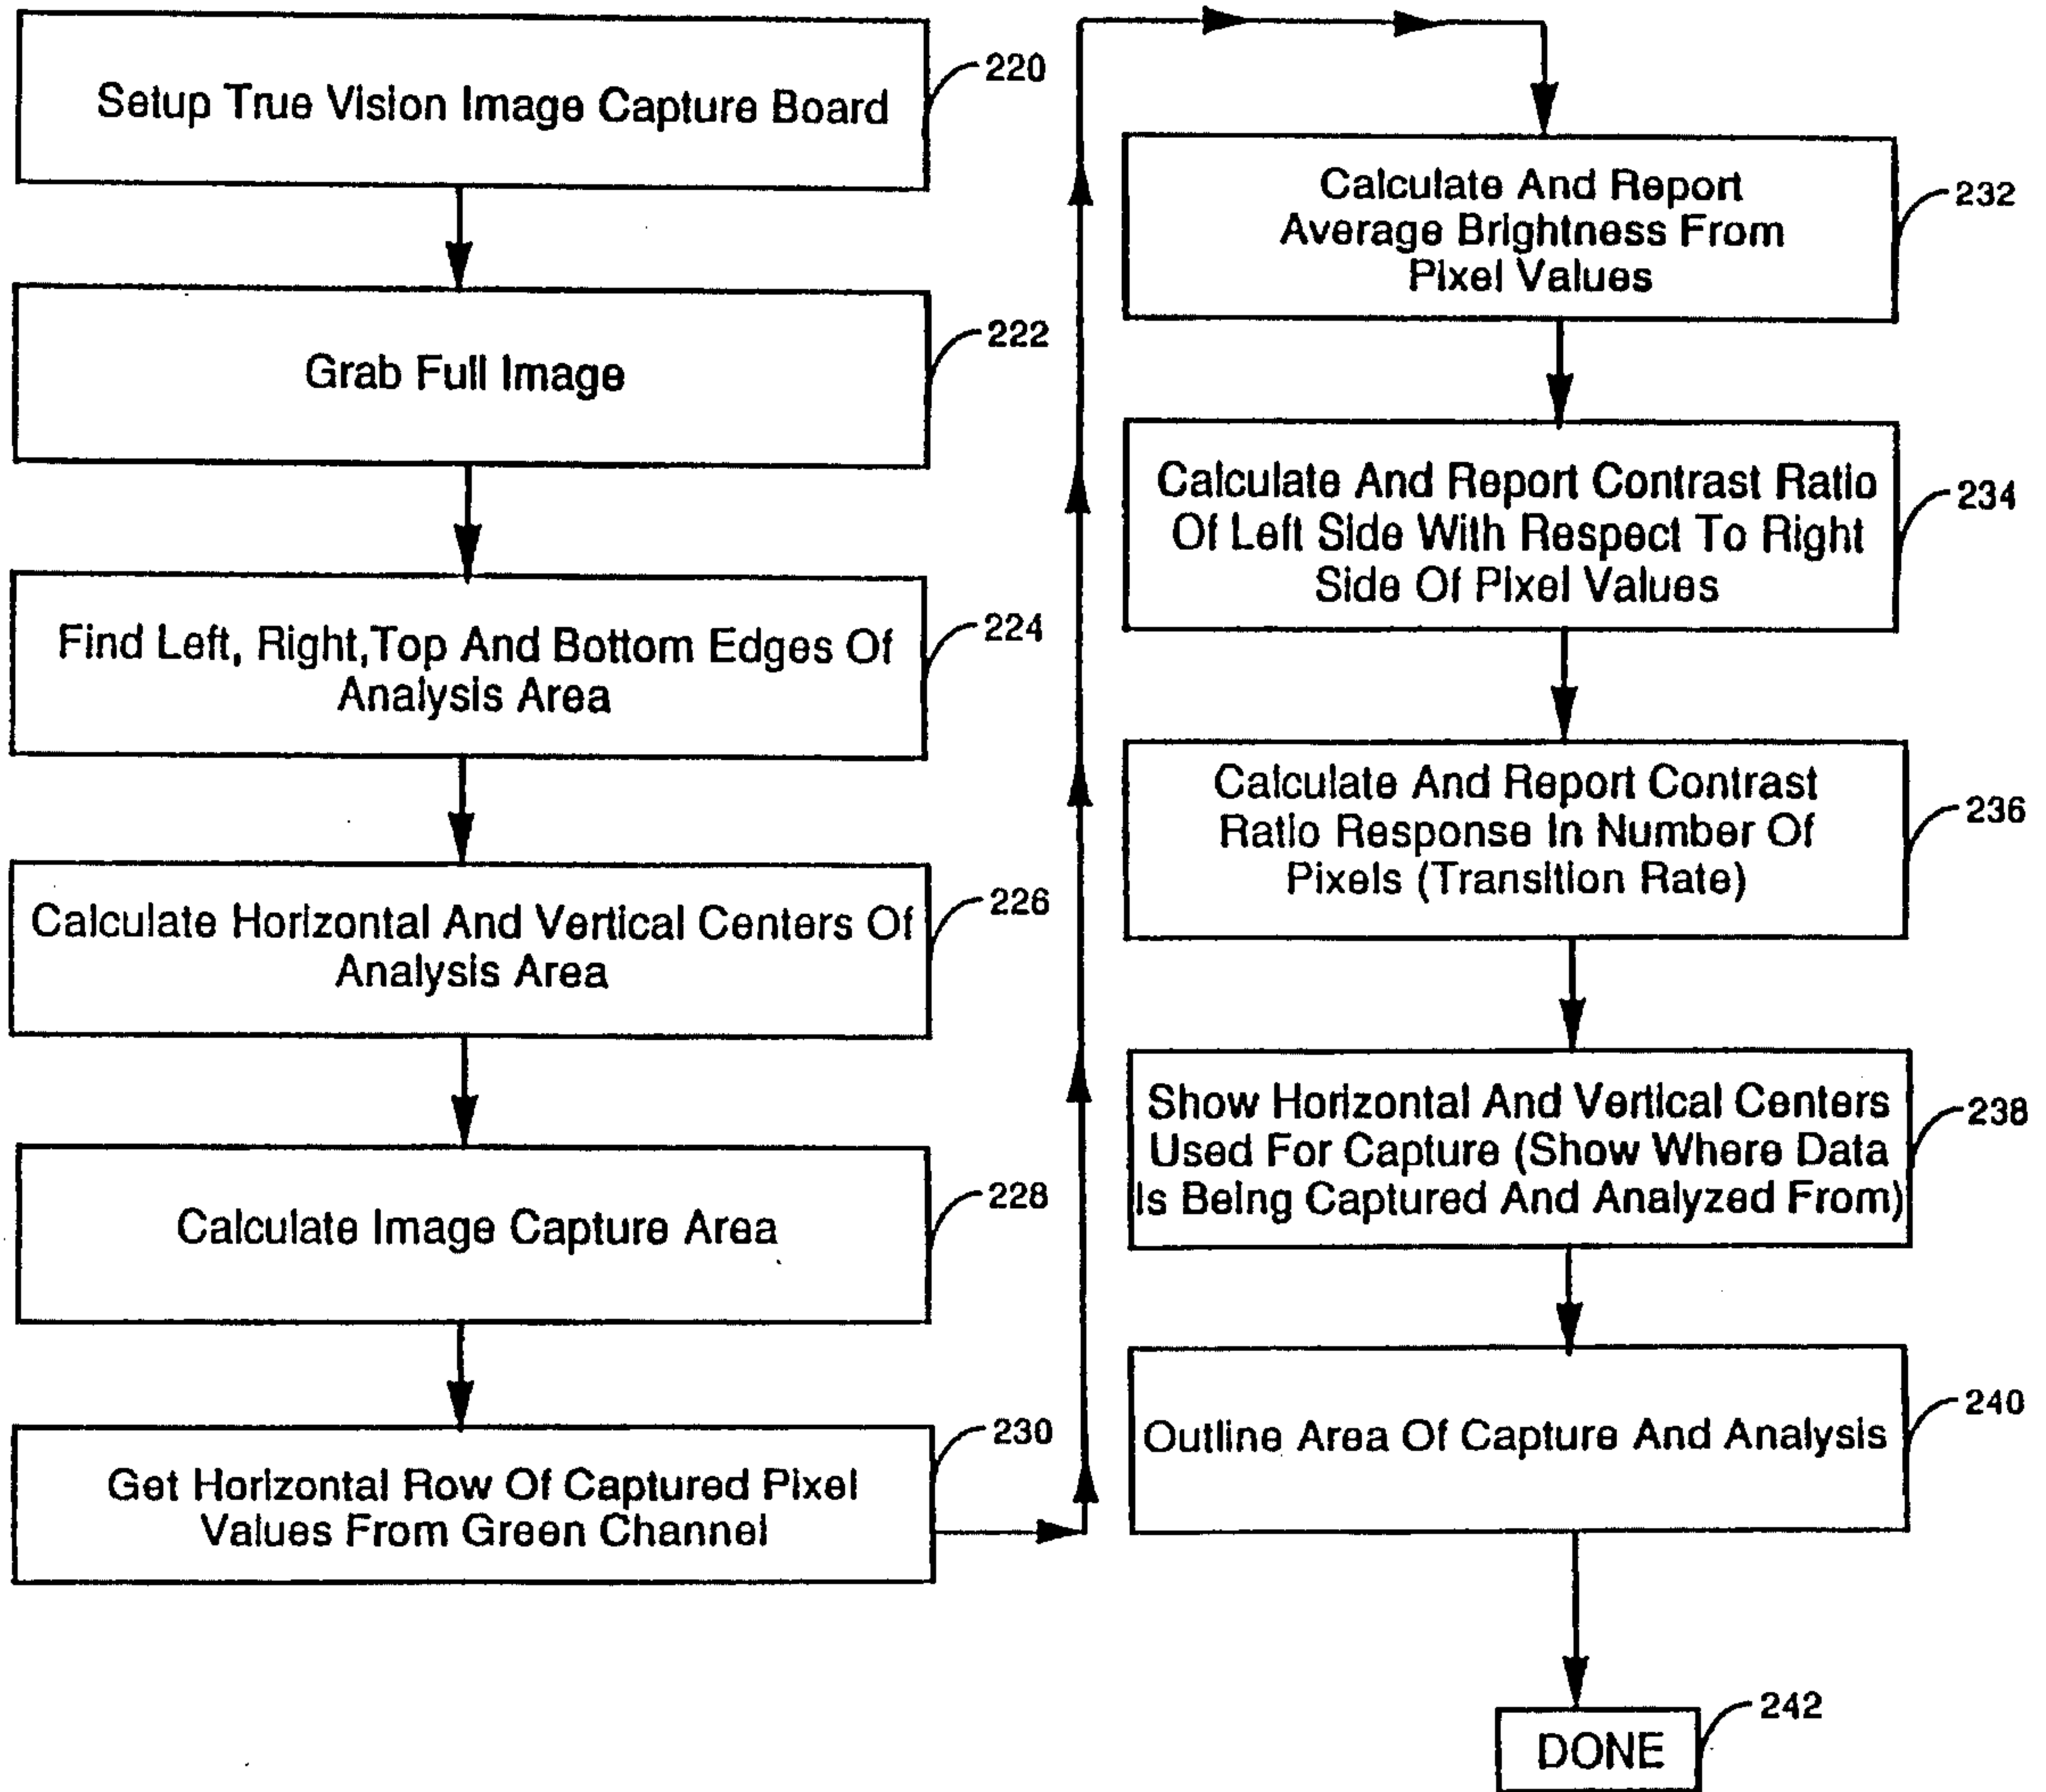 Setup True Vision Image Capture Board
220
Grab Full Image
222
Find Left, Right,Top And Bottom Edges Of
Analysis Area
224
Calculate Horizontal And Vertical Centers Of
Analysis Area
226
Calculate Image Capture Area
228
Get Horizontal Row Of Captured Pixel
Values From Green Channel
230
Calculate And Report
Average Brightness From
Pixel Values
232
Calculate And Report Contrast Ratio
Of Left Side With Respect To Right
Side Of Pixel Values
234
Calculate And Report Contrast
Ratio Response In Number Of
Pixels (Transition Rate)
236
Show Horizontal And Vertical Centers
Used For Capture (Show Where Data
Is Being Captured And Analyzed From)
238
Outline Area Of Capture And Analysis
240
DONE
242